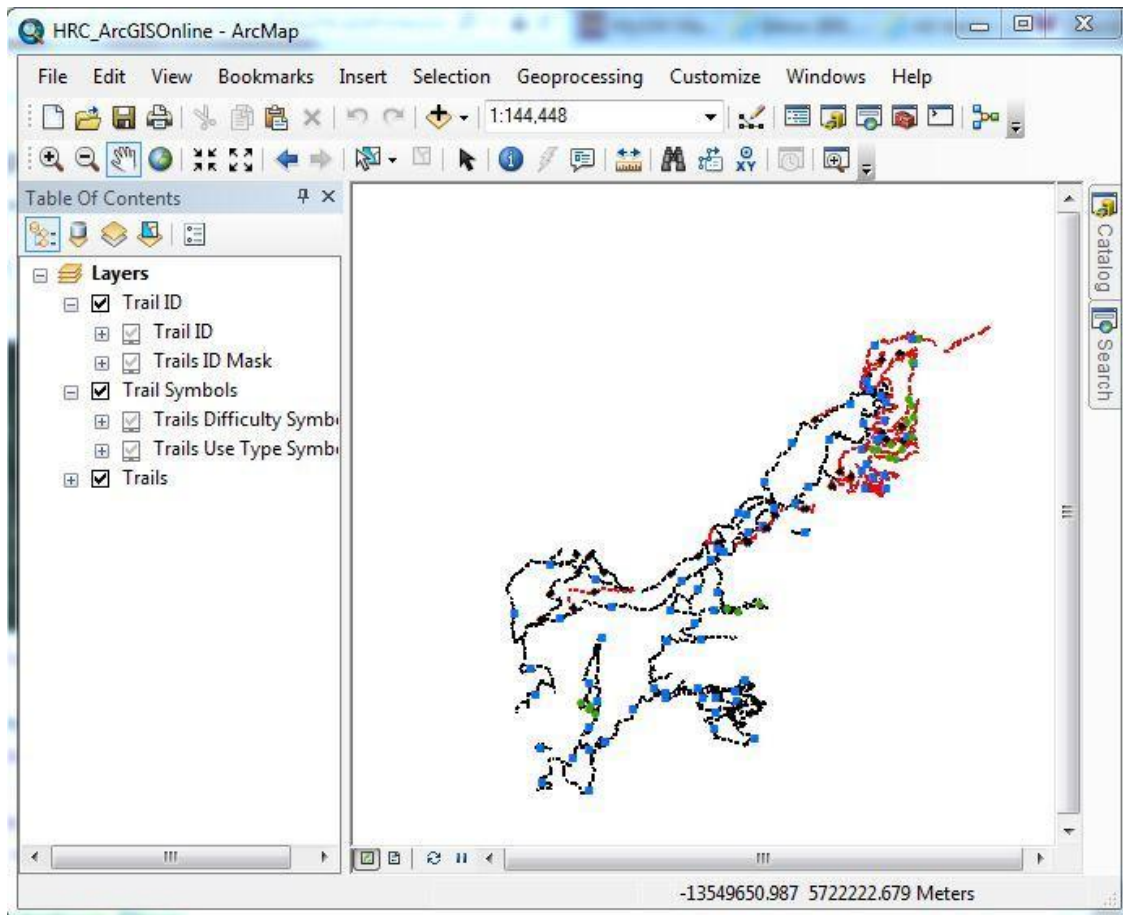 HRC_ArcGISOnline - ArcMap
File Edit View Bookmarks Insert Selection Geoprocessing Customize Windows Help
1:144,448
XY
Table Of Contents
Layers
Trail ID
Trail ID
Trails ID Mask
Trail Symbols
Trails Difficulty Symb
Trails Use Type Symb
Trails
Catalog
Search
-13549650.987 5722222.679 Meters